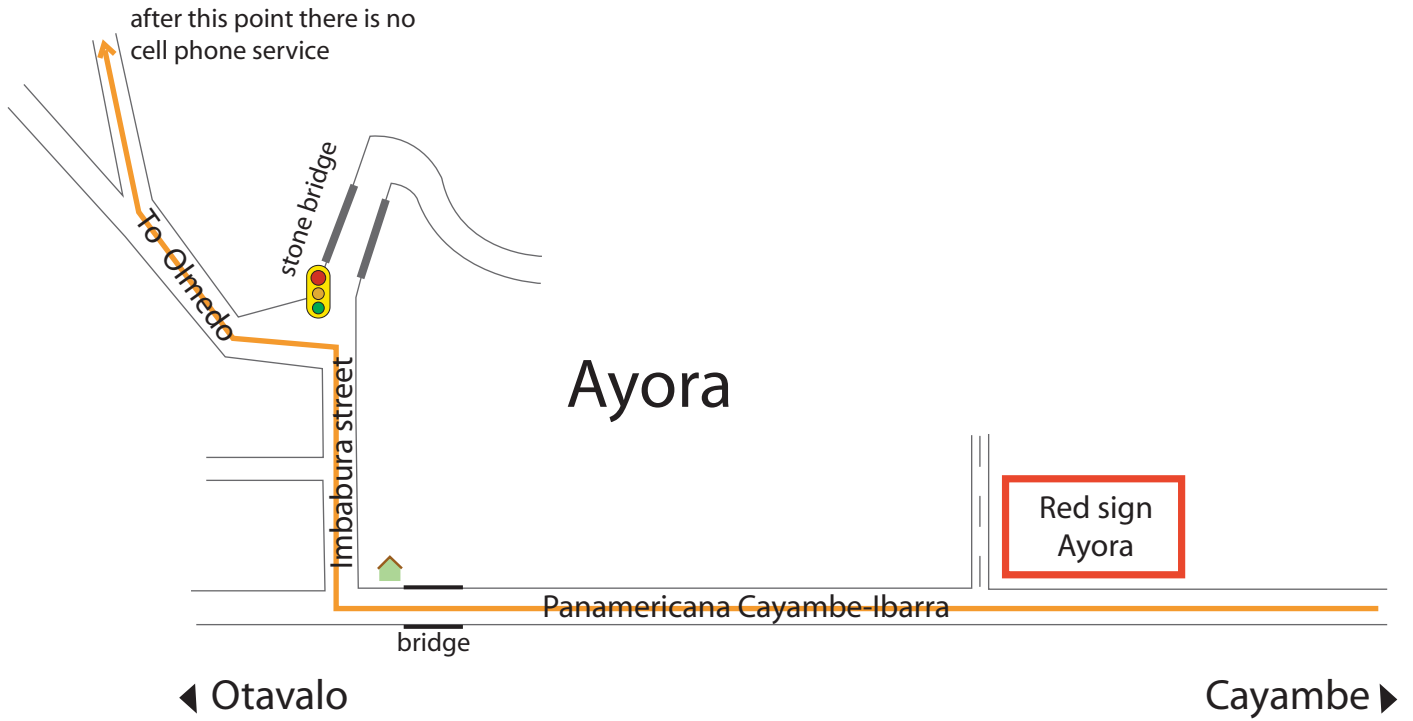 after this point there is no
cell phone service
stone bridge
To Olmedo
Ayora
Imbabura street
Red sign
Ayora
Panamericana Cayambe-Ibarra
bridge
Otavalo
Cayambe